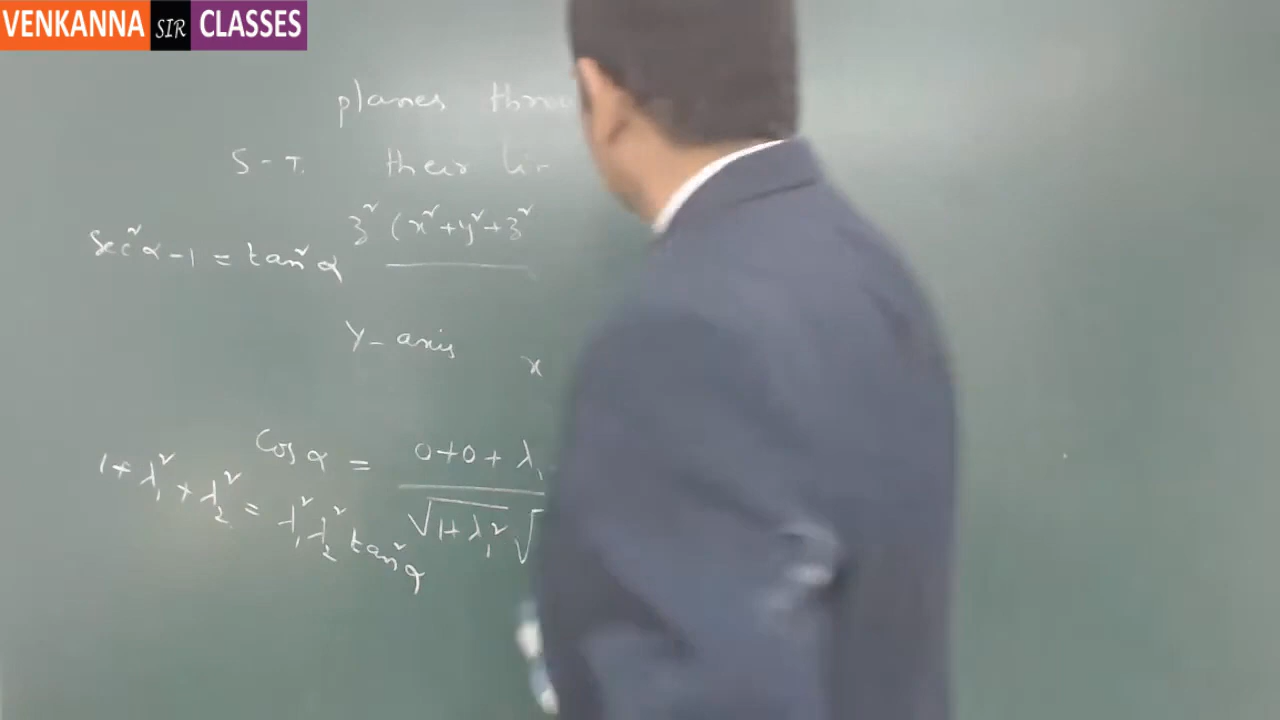 VENKANNA SIR CLASSES
planes
S-T. their
z² (x² + y² + z²
sec²α - 1 = tan²α
Y-axis x
cos α = 0+0+λ₁
√1+λ₁² √
1+λ₁²+λ₂² = λ₁²λ₂² tan²α